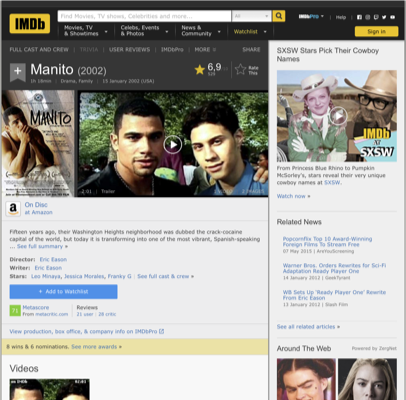 IMDb
Find Movies, TV shows, Celebrities and more...
All
IMDbPro
Help
Movies, TV
& Showtimes
Celebs, Events
& Photos
News &
Community
Watchlist
Sign in
FULL CAST AND CREW
TRIVIA
USER REVIEWS
IMDbPro
MORE
SHARE
+
Manito (2002)
1h 18min | Drama, Family | 15 January 2002 (USA)
6,9
Rate
This
MANITO
2:01 | Trailer
a
On Disc
at Amazon
Fifteen years ago, their Washington Heights neighborhood was dubbed the crack-cocaine
capital of the world, but today it is transforming into one of the most vibrant, Spanish-speaking
... See full summary »
Director: Eric Eason
Writer: Eric Eason
Stars: Leo Minaya, Jessica Morales, Franky G | See full cast & crew »
+ Add to Watchlist
71
Metascore
From metacritic.com
Reviews
21 user | 28 critic
View production, box office, & company info on IMDbPro
8 wins & 6 nominations. See more awards »
Videos
SXSW Stars Pick Their Cowboy
Names
IMDb
AT
SXSW
From Princess Blue Rhino to Pumpkin
McSorley's, stars reveal their very unique
cowboy names at SXSW.
Watch now »
Related News
Popcornflix Top 10 Award-Winning
Foreign Films To Stream Free
07 May 2015 | AreYouScreening
Warner Bros. Orders Rewrites for Sci-Fi
Adaptation Ready Player One
14 January 2012 | GeekTyrant
WB Sets Up 'Ready Player One' Rewrite
From Eric Eason
13 January 2012 | Slash Film
See all related articles »
Around The Web
Powered by ZergNet